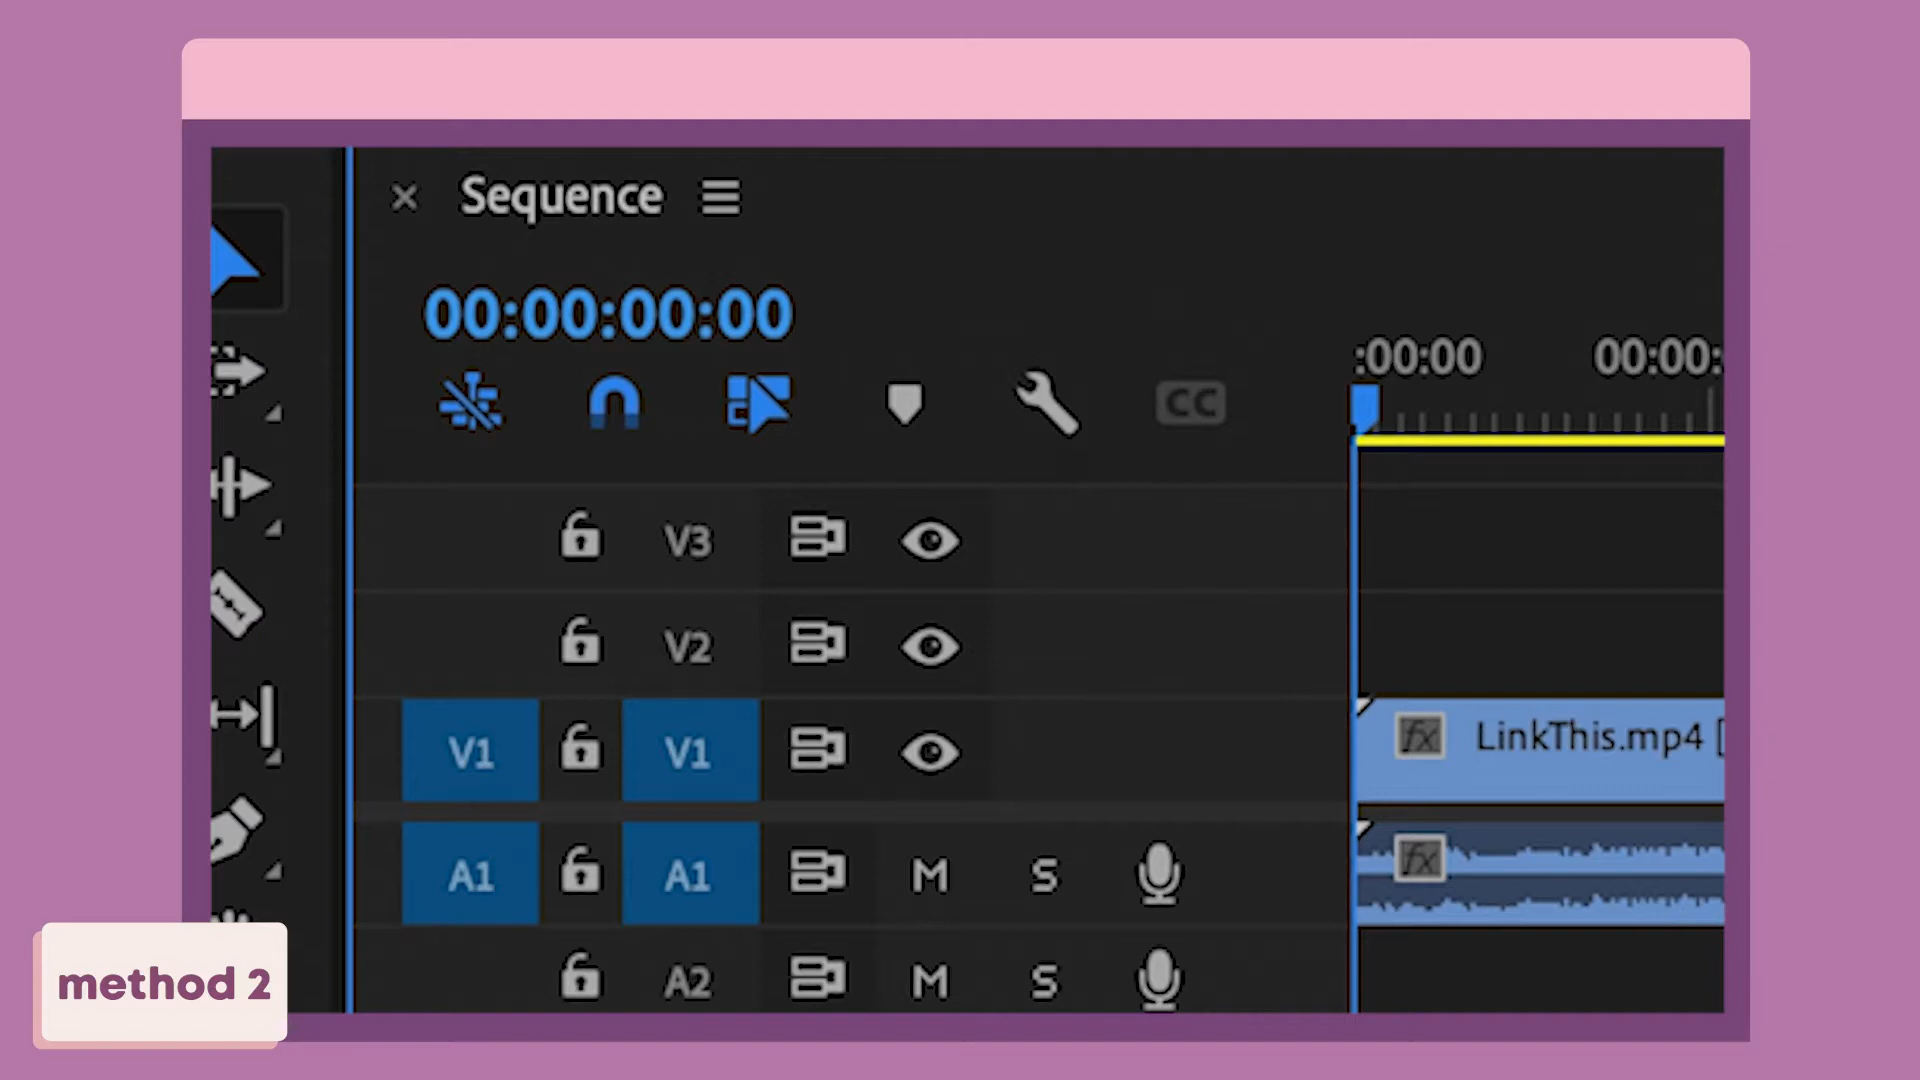 Sequence
00:00:00:00
:00:00 00:00:
CC
V3
V2
V1 V1
fx LinkThis.mp4 [
A1 A1 M S
fx
A2 M S
method 2